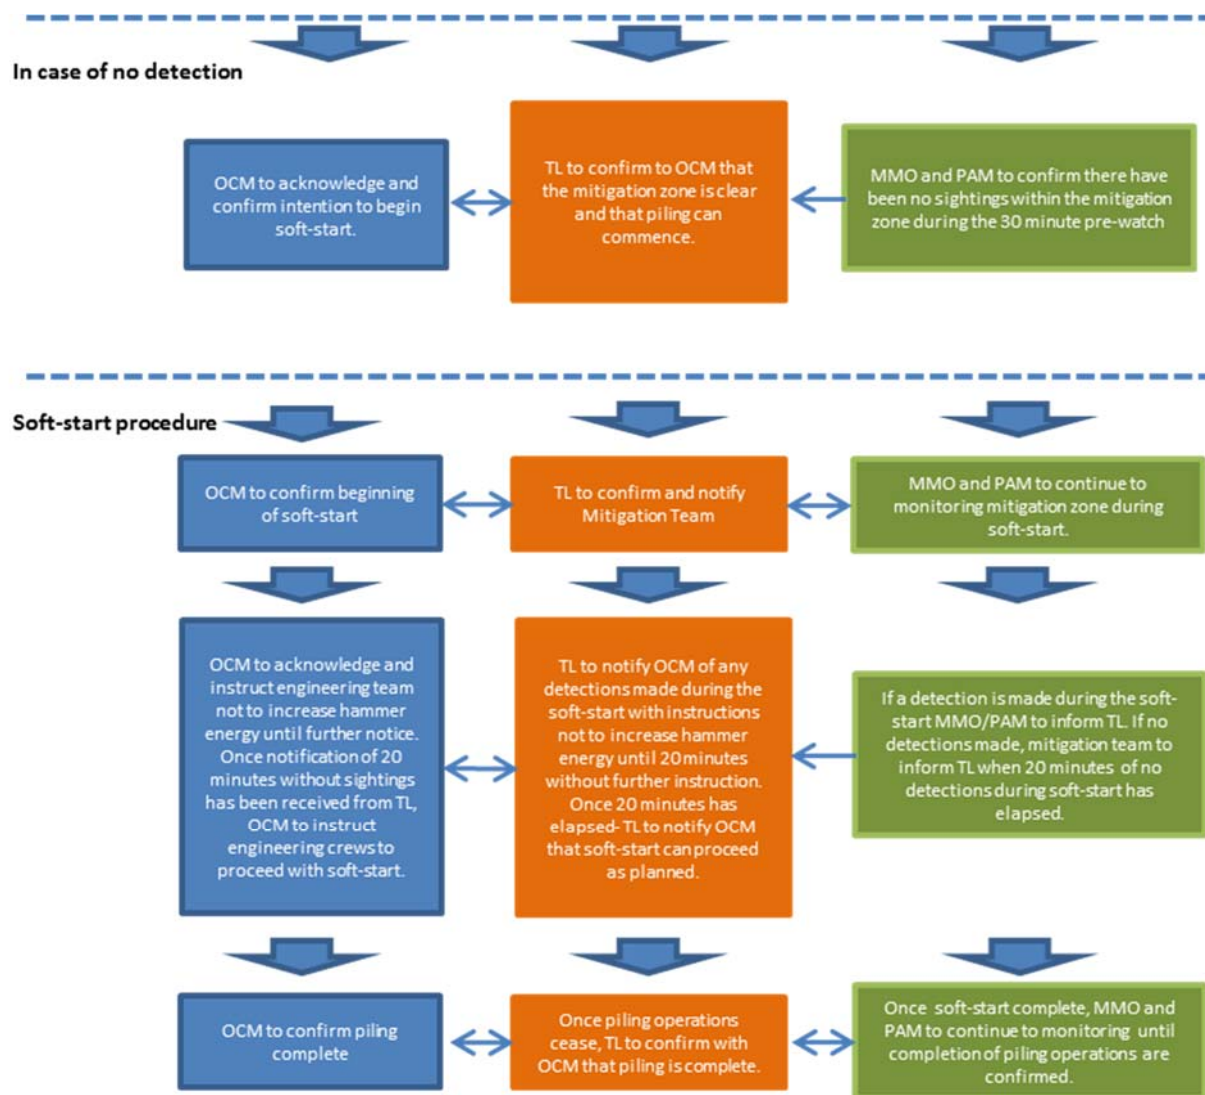 In case of no detection
OCM to acknowledge and
confirm intention to begin
soft-start.
TL to confirm to OCM that
the mitigation zone is clear
and that piling can
commence.
MMO and PAM to confirm there have
been no sightings within the mitigation
zone during the 30 minute pre-watch
Soft-start procedure
OCM to confirm beginning
of soft-start
TL to confirm and notify
Mitigation Team
MMO and PAM to continue to
monitoring mitigation zone during
soft-start.
OCM to acknowledge and
instruct engineering team
not to increase hammer
energy until further notice.
Once notification of 20
minutes without sightings
has been received from TL,
OCM to instruct
engineering crews to
proceed with soft-start.
TL to notify OCM of any
detections made during the
soft-start with instructions
not to increase hammer
energy until 20 minutes
without further instruction.
Once 20 minutes has
elapsed- TL to notify OCM
that soft-start can proceed
as planned.
If a detection is made during the soft-
start MMO/PAM to inform TL. If no
detections made, mitigation team to
inform TL when 20 minutes of no
detections during soft-start has
elapsed.
OCM to confirm piling
complete
Once piling operations
cease, TL to confirm with
OCM that piling is complete.
Once soft-start complete, MMO and
PAM to continue to monitoring until
completion of piling operations are
confirmed.